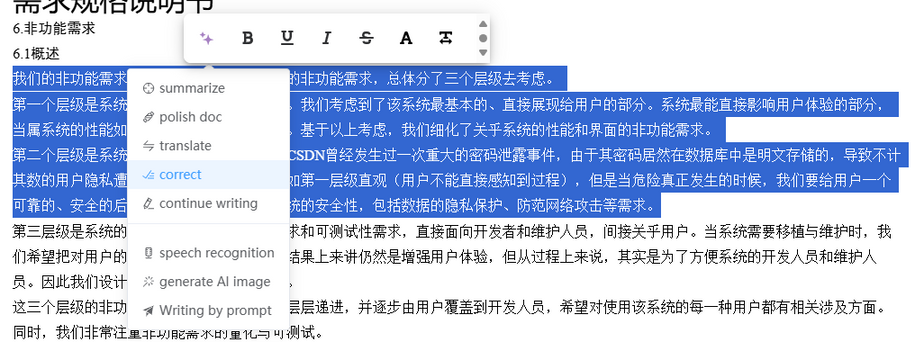 需求规格说明书
6.非功能需求
B U I S A T
6.1概述
我们的非功能需求 的非功能需求，总体分了三个层级去考虑。
summarize
第一个层级是系统 。我们考虑到了该系统最基本的、直接展现给用户的部分。系统最能直接影响用户体验的部分，
polish doc
当属系统的性能如 。基于以上考虑，我们细化了关乎系统的性能和界面的非功能需求。
translate
第二个层级是系统 CSDN曾经发生过一次重大的密码泄露事件，由于其密码居然在数据库中是明文存储的，导致不计
correct
其数的用户隐私遭 如第一层级直观（用户不能直接感知到过程），但是当危险真正发生的时候，我们要给用户一个
continue writing
可靠的、安全的后 统的安全性，包括数据的隐私保护、防范网络攻击等需求。
第三层级是系统的 求和可测试性需求，直接面向开发者和维护人员，间接关乎用户。当系统需要移植与维护时，我
speech recognition
们希望把对用户的 结果上来讲仍然是增强用户体验，但从过程上来说，其实是为了方便系统的开发人员和维护人
generate AI image
员。因此我们设计 。
Writing by prompt
这三个层级的非功 层层递进，并逐步由用户覆盖到开发人员，希望对使用该系统的每一种用户都有相关涉及方面。
同时，我们非常注重非功能需求的量化与可测试。